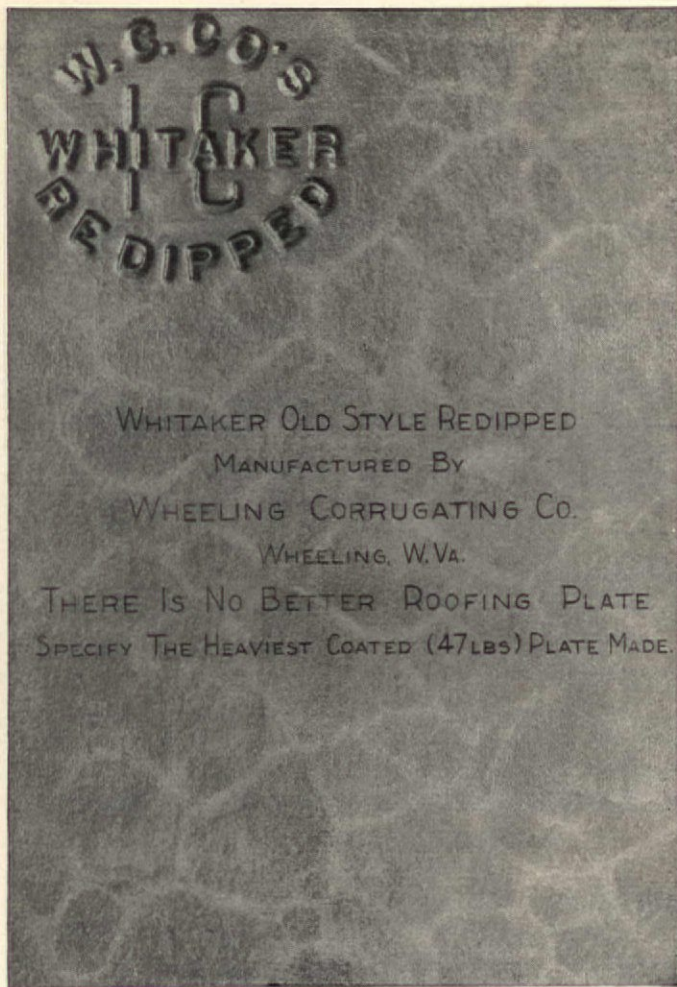 W.C.CO'S
I C
WHITAKER
REDIPPED
WHITAKER OLD STYLE REDIPPED
MANUFACTURED BY
WHEELING CORRUGATING CO.
WHEELING, W.VA.
THERE IS NO BETTER ROOFING PLATE
SPECIFY THE HEAVIEST COATED (47LBS) PLATE MADE.